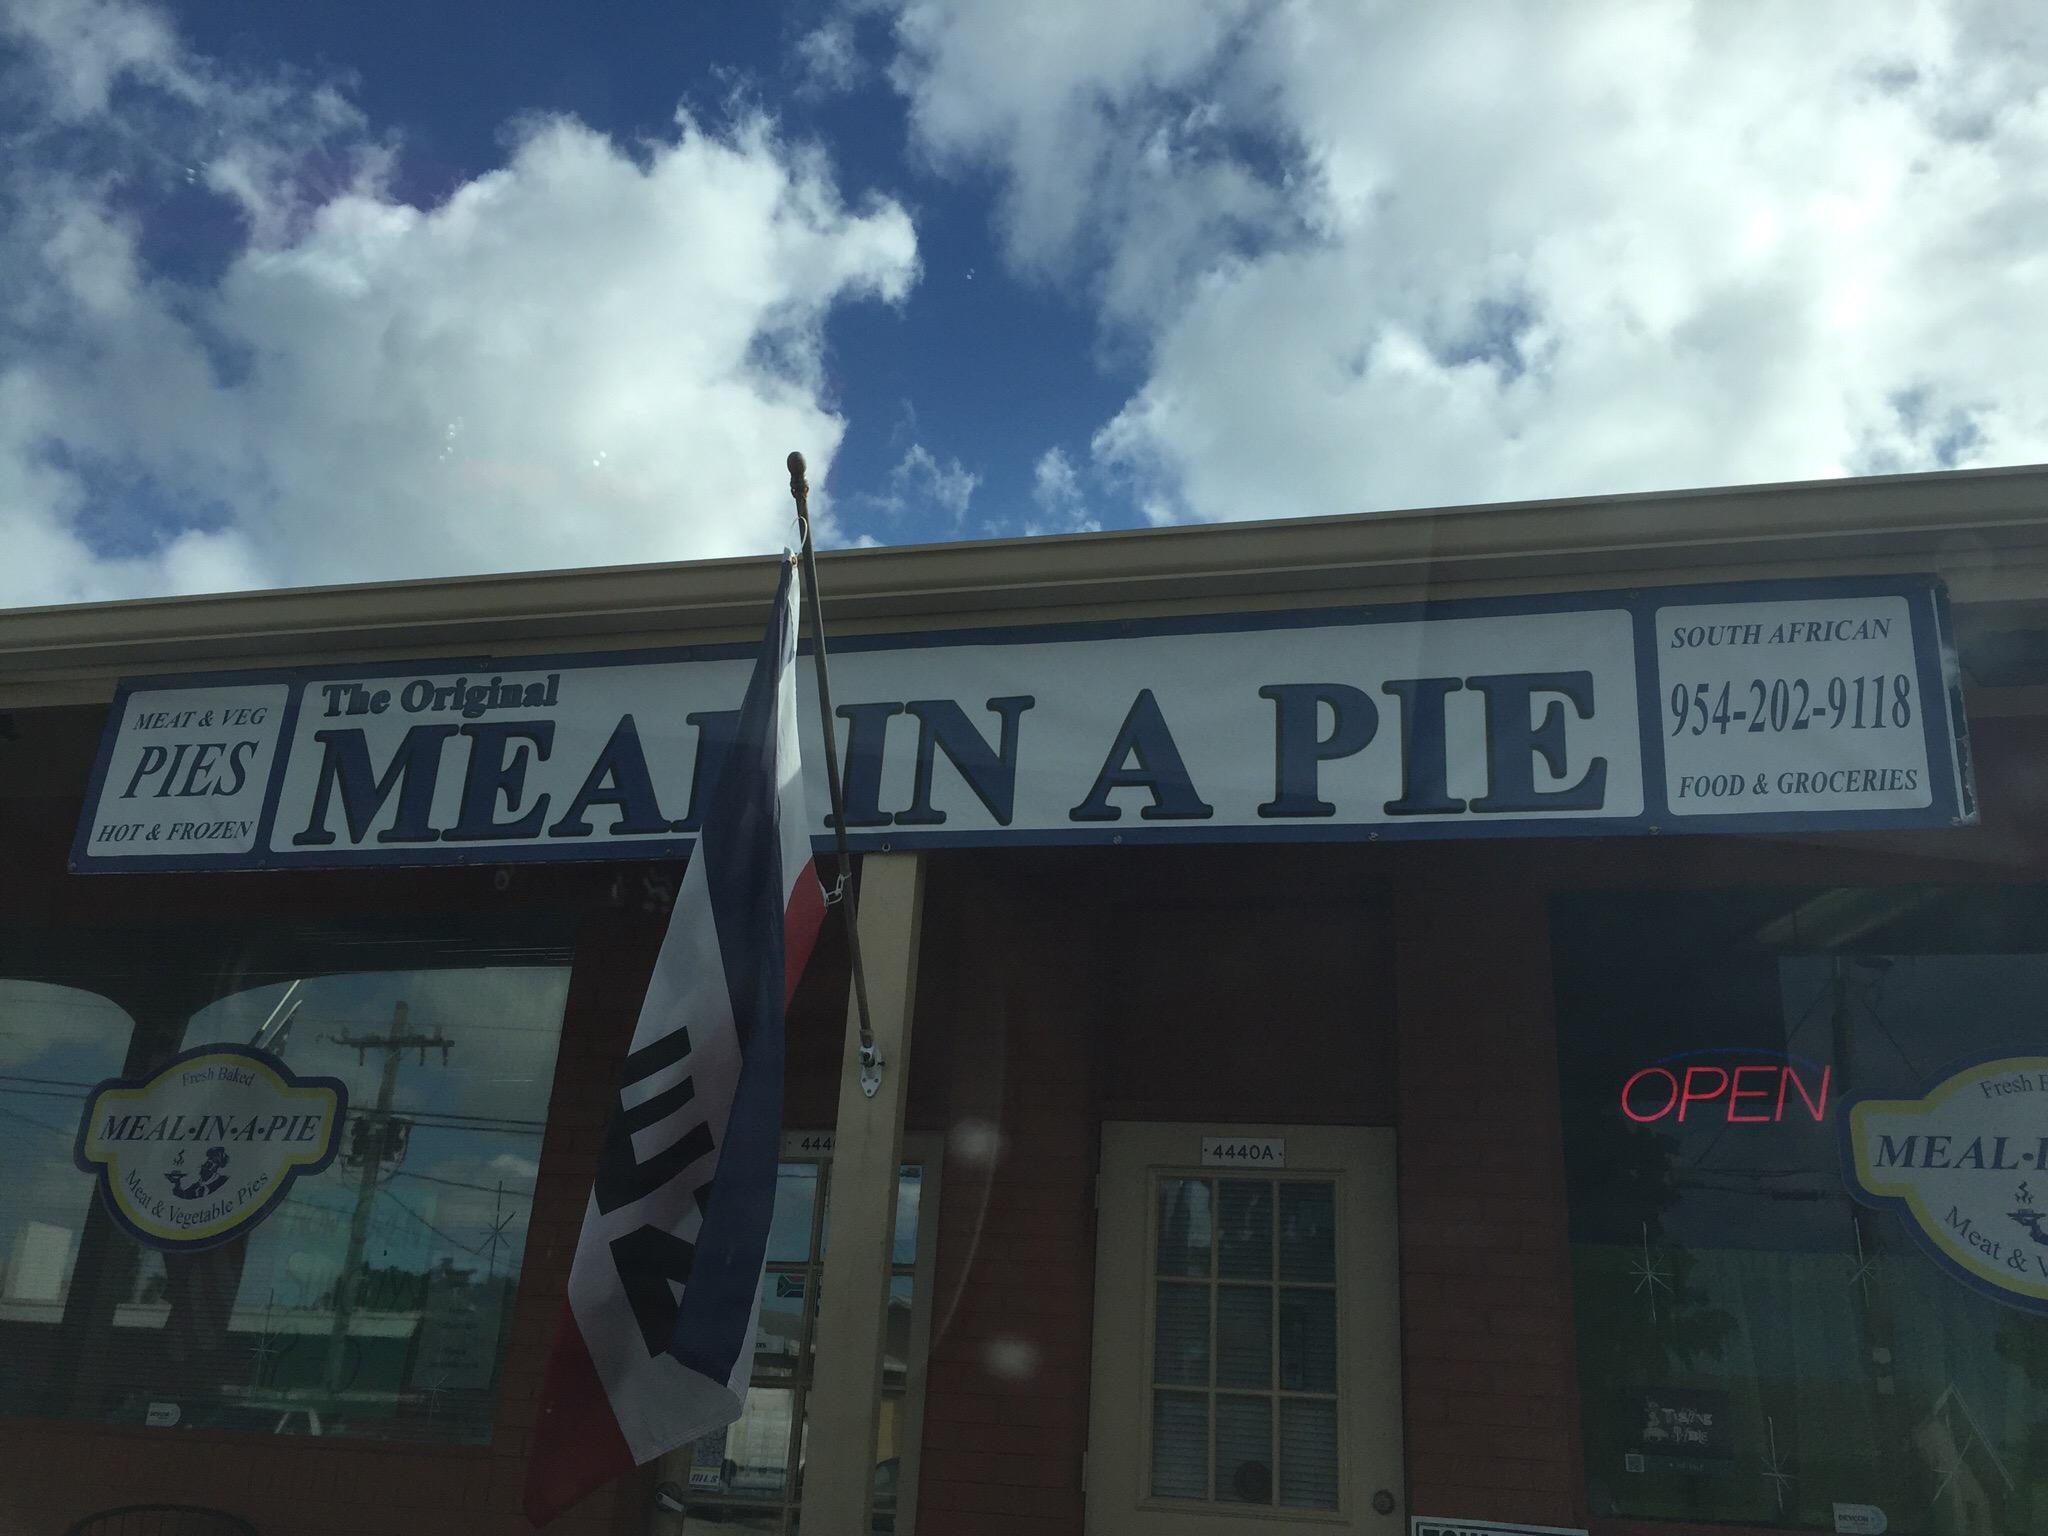 MEAT & VEG
PIES
HOT & FROZEN
The Original
MEAL IN A PIE
SOUTH AFRICAN
954-202-9118
FOOD & GROCERIES
Fresh Baked
MEAL•IN•A•PIE
Meat & Vegetable Pies
4440A
OPEN
Fresh
MEAL•
Meat &